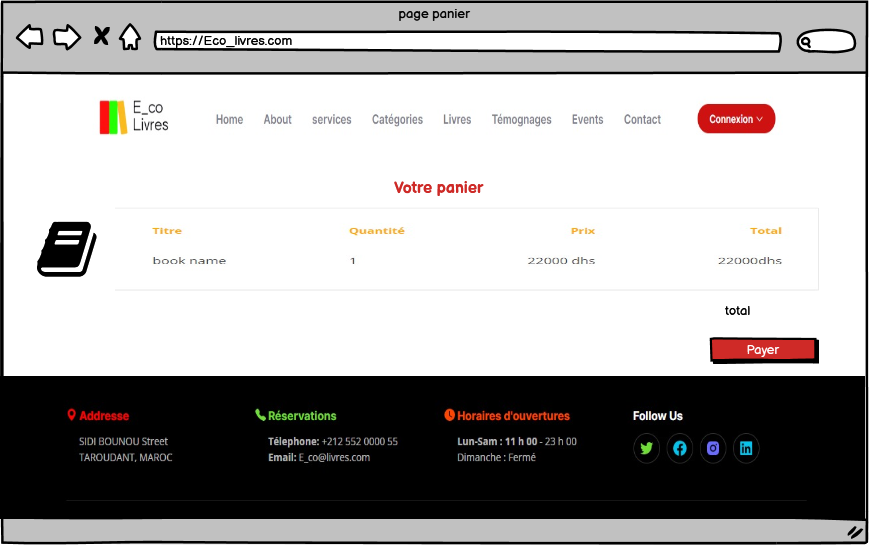 page panier
https://Eco_livres.com
E_co
Livres
Home About services Catégories Livres Témognages Events Contact Connexion
Votre panier
Titre Quantité Prix Total
book name 1 22000 dhs 22000dhs
total
Payer
Addresse
SIDI BOUNOU Street
TAROUDANT, MAROC
Réservations
Télephone: +212 552 0000 55
Email: E_co@livres.com
Horaires d'ouvertures
Lun-Sam : 11 h 00 - 23 h 00
Dimanche : Fermé
Follow Us